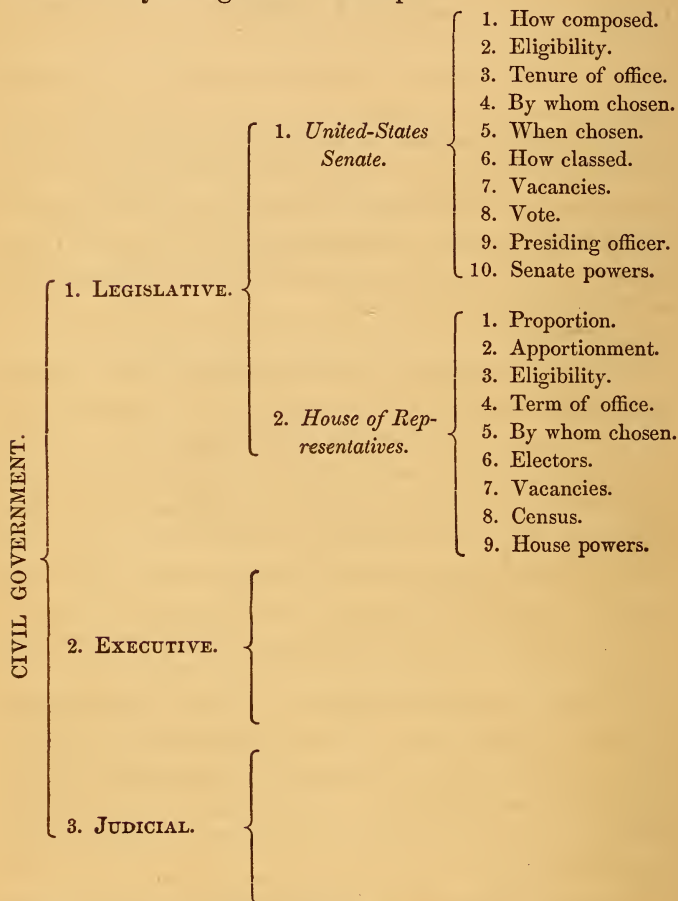 1. How composed.
2. Eligibility.
3. Tenure of office.
4. By whom chosen.
5. When chosen.
6. How classed.
7. Vacancies.
8. Vote.
9. Presiding officer.
10. Senate powers.
1. United-States
Senate.
1. LEGISLATIVE.
1. Proportion.
2. Apportionment.
3. Eligibility.
4. Term of office.
5. By whom chosen.
6. Electors.
7. Vacancies.
8. Census.
9. House powers.
2. House of Rep-
resentatives.
CIVIL GOVERNMENT.
2. EXECUTIVE.
3. JUDICIAL.